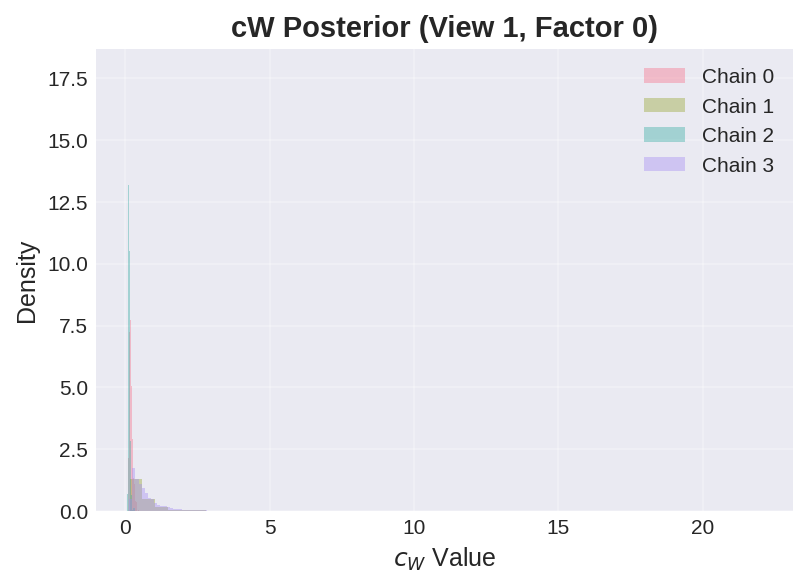 cW Posterior (View 1, Factor 0)
17.5
15.0
12.5
10.0
7.5
5.0
2.5
0.0
Density
Chain 0
Chain 1
Chain 2
Chain 3
0 5 10 15 20
c_W Value